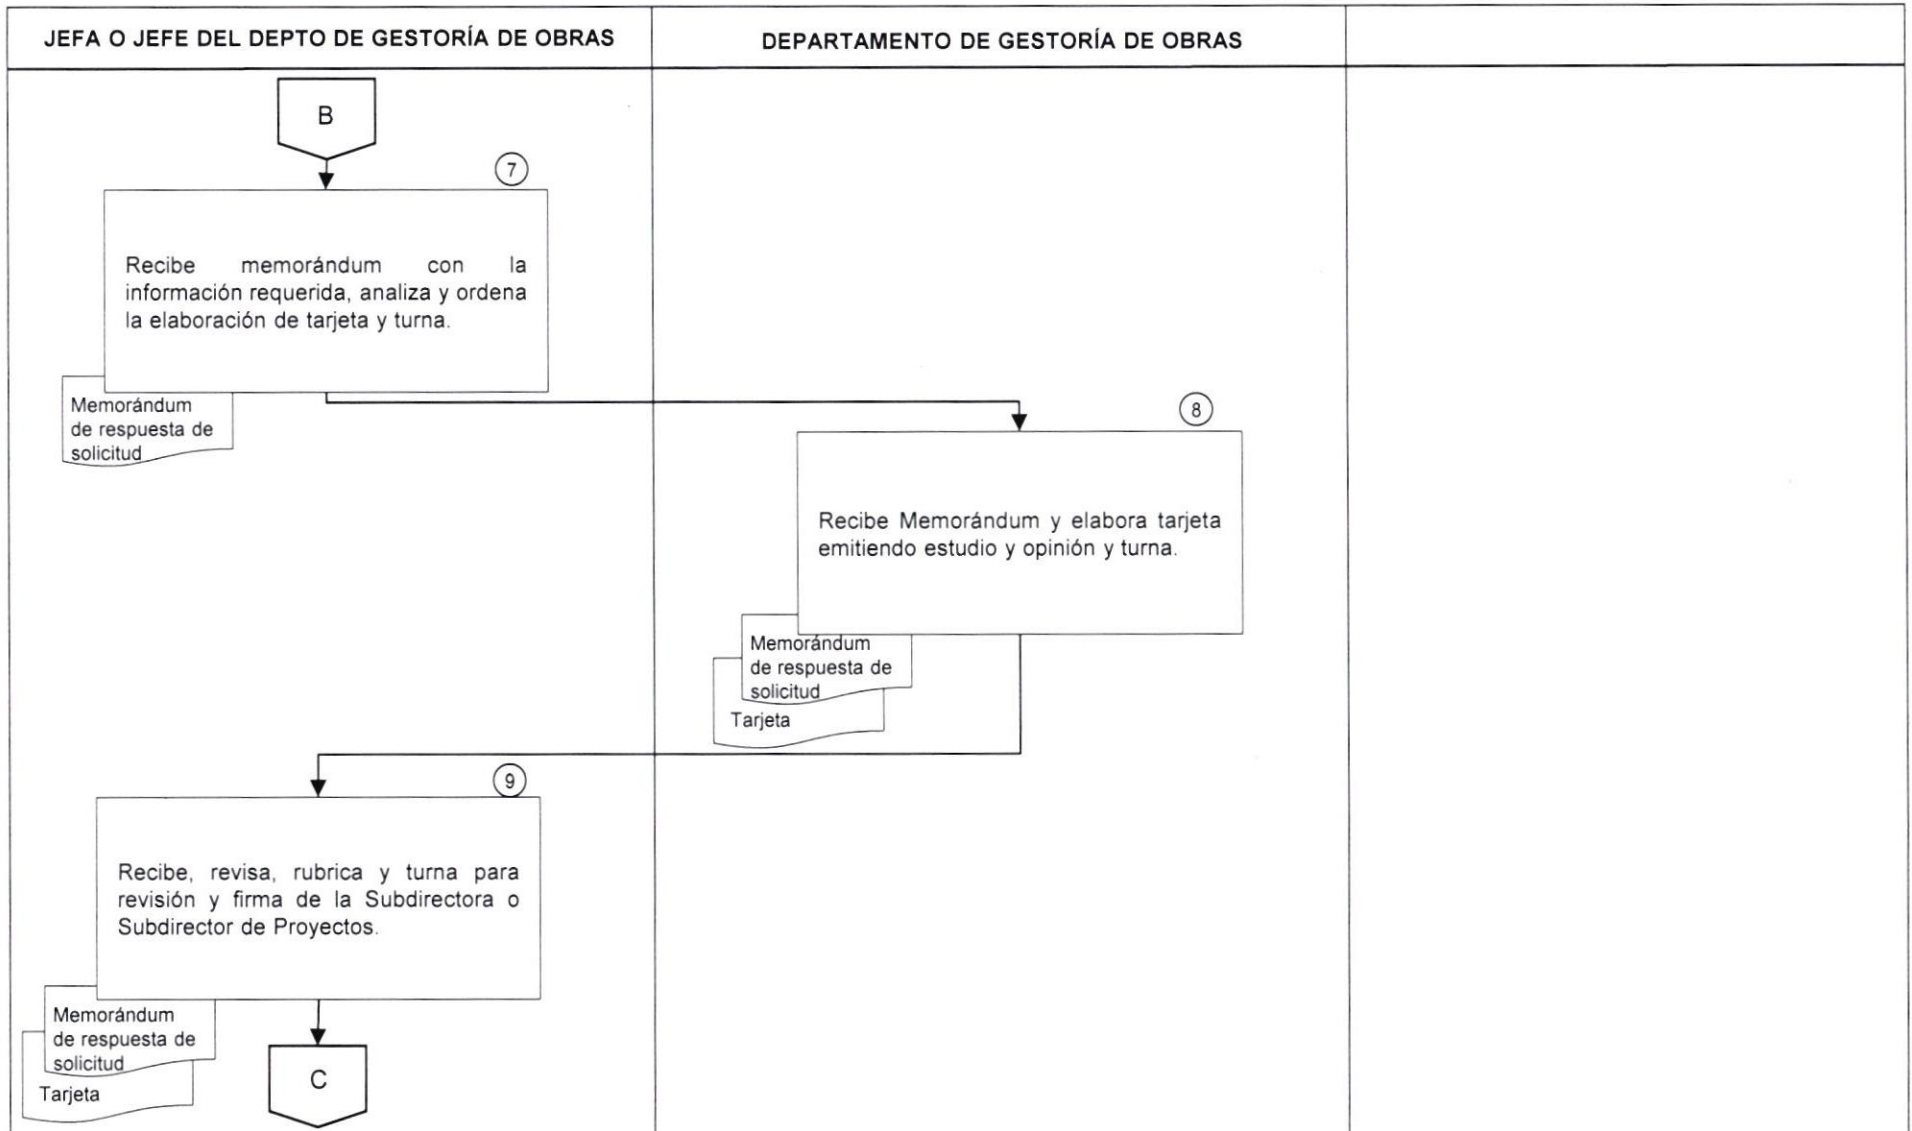 JEFA O JEFE DEL DEPTO DE GESTORÍA DE OBRAS
DEPARTAMENTO DE GESTORÍA DE OBRAS
B
7
Recibe memorándum con la
información requerida, analiza y ordena
la elaboración de tarjeta y turna.
Memorándum
de respuesta de
solicitud
8
Recibe Memorándum y elabora tarjeta
emitiendo estudio y opinión y turna.
Memorándum
de respuesta de
solicitud
Tarjeta
9
Recibe, revisa, rubrica y turna para
revisión y firma de la Subdirectora o
Subdirector de Proyectos.
Memorándum
de respuesta de
solicitud
Tarjeta
C